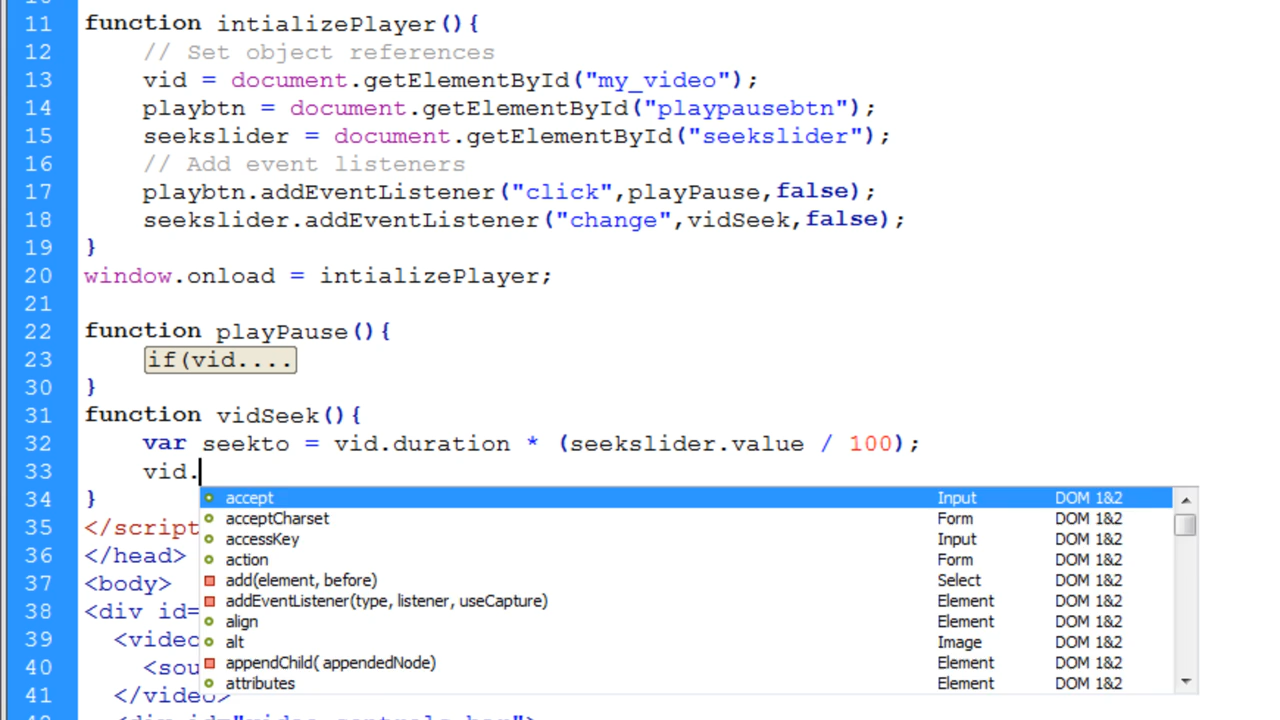 11 function intializePlayer(){
12 // Set object references
13 vid = document.getElementById("my_video");
14 playbtn = document.getElementById("playpausebtn");
15 seekslider = document.getElementById("seekslider");
16 // Add event listeners
17 playbtn.addEventListener("click",playPause,false);
18 seekslider.addEventListener("change",vidSeek,false);
19 }
20 window.onload = intializePlayer;
21
22 function playPause(){
23 if(vid....
30 }
31 function vidSeek(){
32 var seekto = vid.duration * (seekslider.value / 100);
33 vid.
34 }
accept Input DOM 1&2
35 </script
acceptCharset Form DOM 1&2
accessKey Input DOM 1&2
36 </head>
action Form DOM 1&2
37 <body>
add(element, before) Select DOM 1&2
38 <div id=
addEventListener(type, listener, useCapture) Element DOM 1&2
align Element DOM 1&2
39 <video
alt Image DOM 1&2
40 <sou
appendChild( appendedNode) Element DOM 1&2
attributes Element DOM 1&2
41 </video>